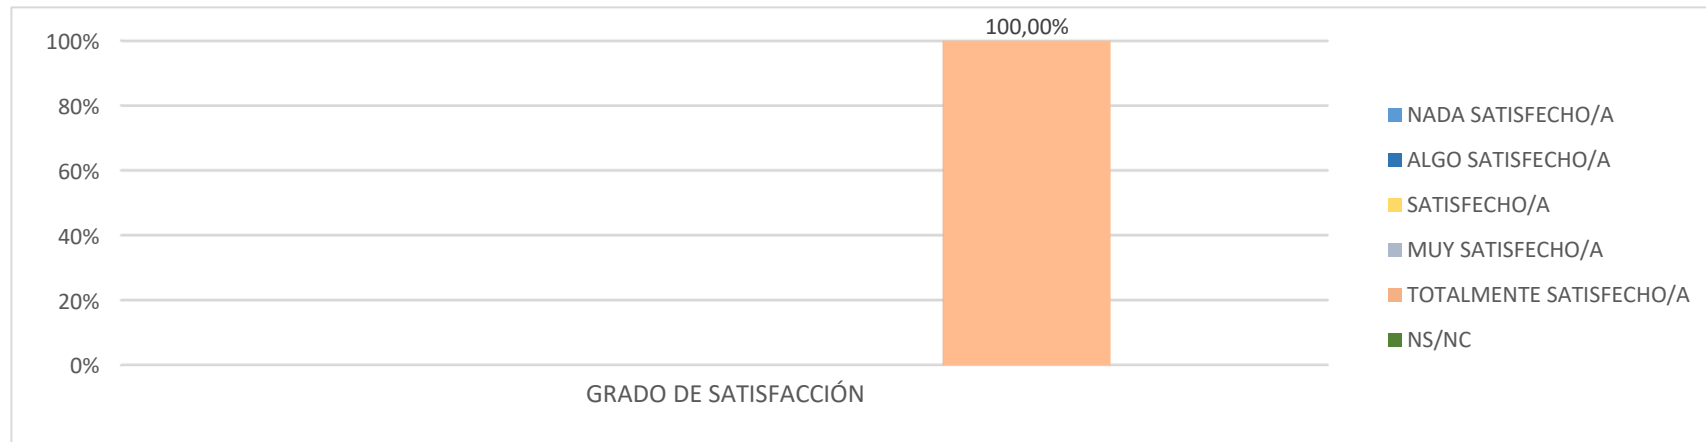 100,00%
100%
80%
60%
40%
20%
0%
GRADO DE SATISFACCIÓN
NADA SATISFECHO/A
ALGO SATISFECHO/A
SATISFECHO/A
MUY SATISFECHO/A
TOTALMENTE SATISFECHO/A
NS/NC